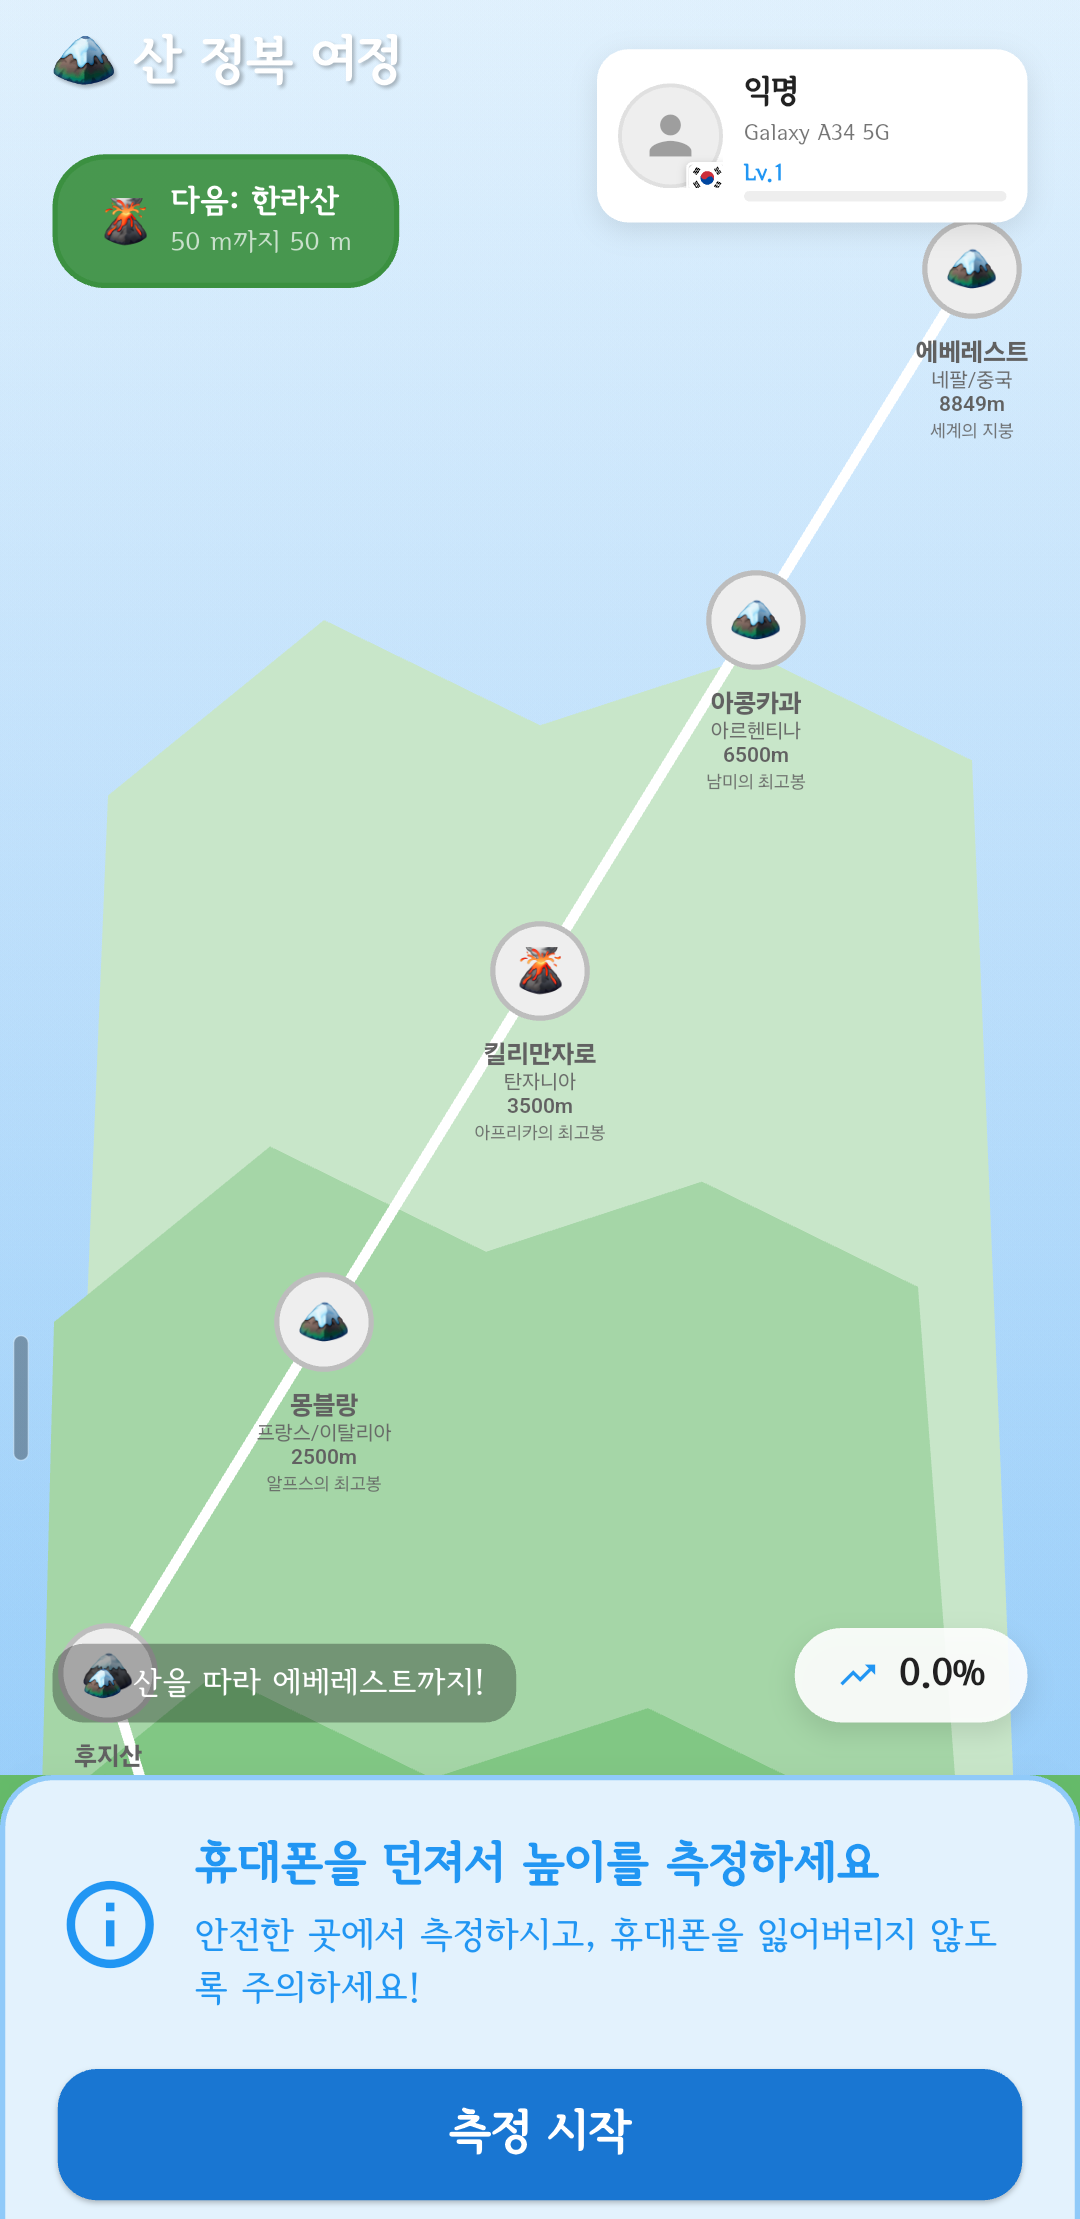 산 정복 여정
익명
Galaxy A34 5G
Lv.1
다음: 한라산
50 m까지 50 m
에베레스트
네팔/중국
8849m
세계의 지붕
아콩카과
아르헨티나
6500m
남미의 최고봉
킬리만자로
탄자니아
3500m
아프리카의 최고봉
몽블랑
프랑스/이탈리아
2500m
알프스의 최고봉
산을 따라 에베레스트까지!
0.0%
후지산
휴대폰을 던져서 높이를 측정하세요
안전한 곳에서 측정하시고, 휴대폰을 잃어버리지 않도
록 주의하세요!
측정 시작